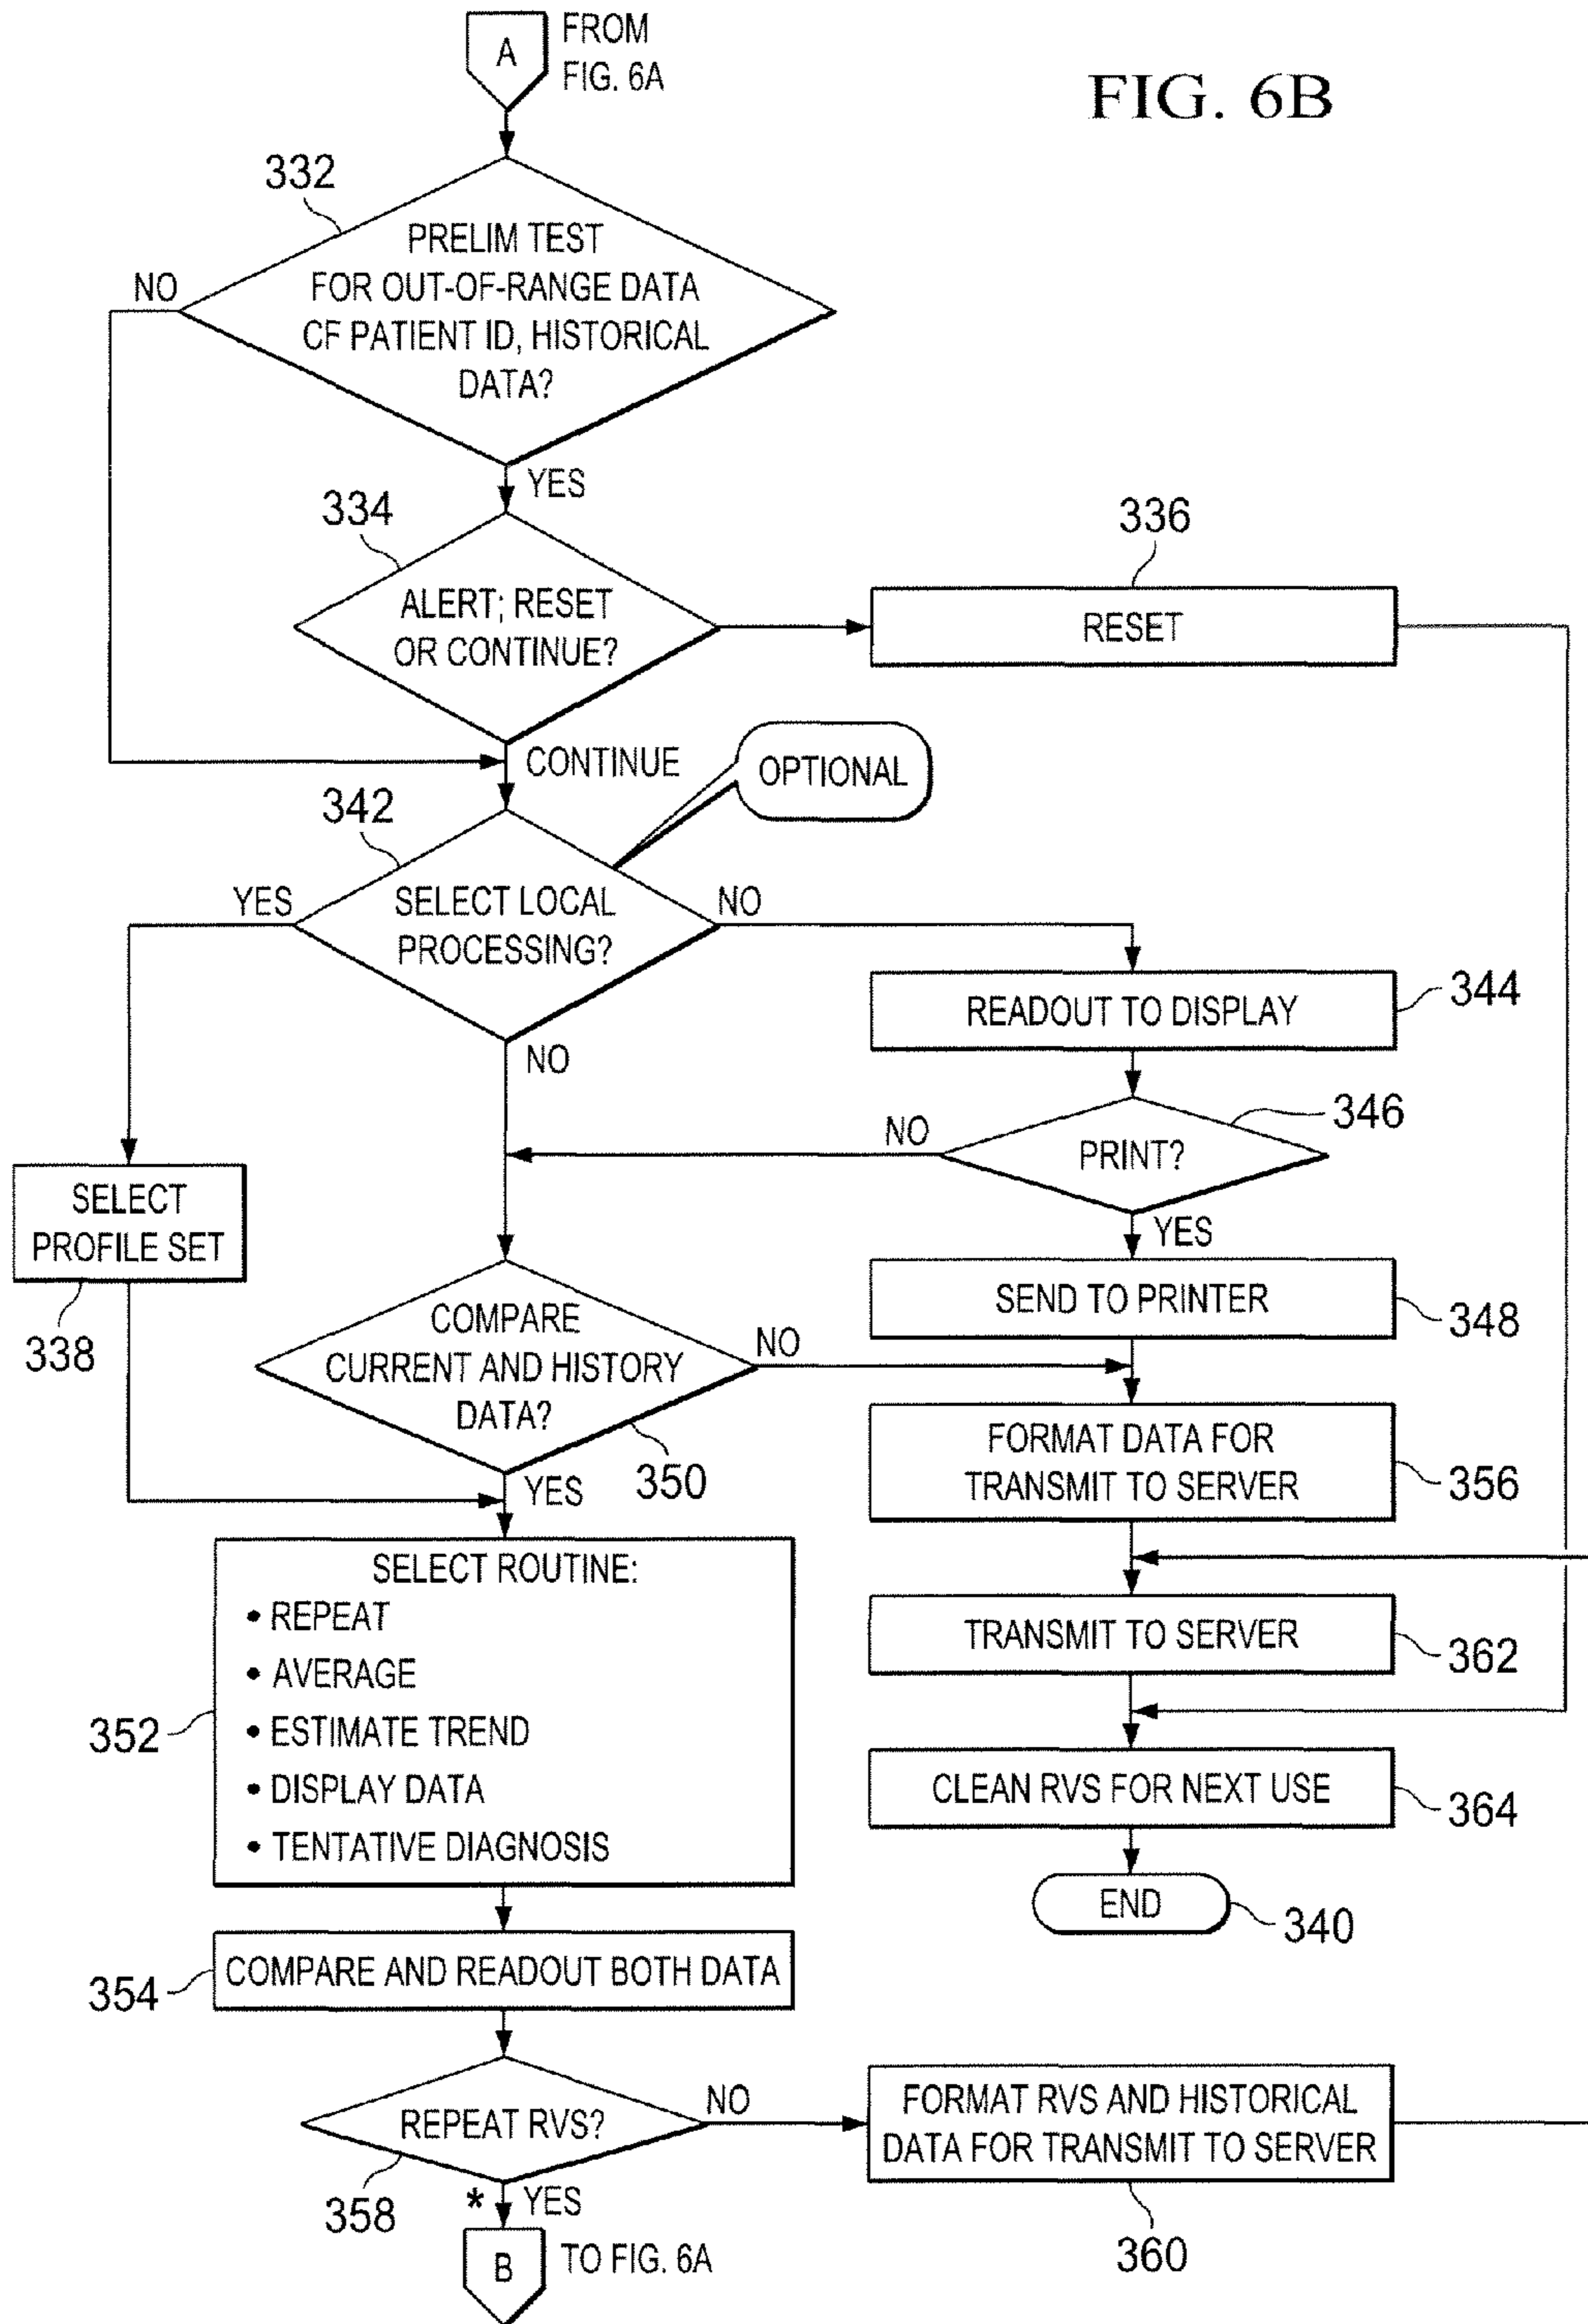 A
FROM
FIG. 6A
FIG. 6B
332
PRELIM TEST
FOR OUT-OF-RANGE DATA
CF PATIENT ID, HISTORICAL
DATA?
NO
YES
334
ALERT; RESET
OR CONTINUE?
336
RESET
CONTINUE
OPTIONAL
342
SELECT LOCAL
PROCESSING?
YES
NO
NO
READOUT TO DISPLAY
344
PRINT?
346
NO
YES
SELECT
PROFILE SET
338
SEND TO PRINTER
348
COMPARE
CURRENT AND HISTORY
DATA?
NO
350
YES
FORMAT DATA FOR
TRANSMIT TO SERVER
356
SELECT ROUTINE:
• REPEAT
• AVERAGE
• ESTIMATE TREND
• DISPLAY DATA
• TENTATIVE DIAGNOSIS
352
TRANSMIT TO SERVER
362
CLEAN RVS FOR NEXT USE
364
END
340
COMPARE AND READOUT BOTH DATA
354
REPEAT RVS?
NO
358
* YES
FORMAT RVS AND HISTORICAL
DATA FOR TRANSMIT TO SERVER
360
B
TO FIG. 6A